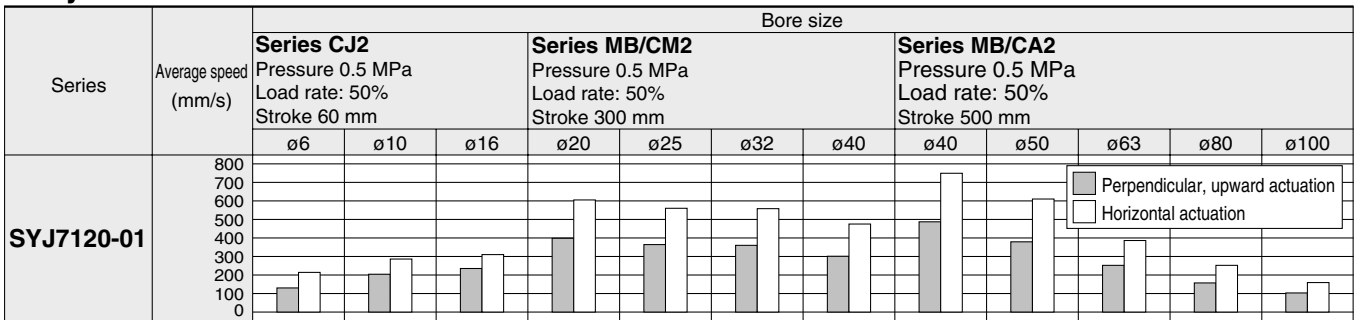 Bore size
Series
Average speed
(mm/s)
Series CJ2
Pressure 0.5 MPa
Load rate: 50%
Stroke 60 mm
Series MB/CM2
Pressure 0.5 MPa
Load rate: 50%
Stroke 300 mm
Series MB/CA2
Pressure 0.5 MPa
Load rate: 50%
Stroke 500 mm
ø6 ø10 ø16 ø20 ø25 ø32 ø40 ø40 ø50 ø63 ø80 ø100
SYJ7120-01
800
700
600
500
400
300
200
100
0
Perpendicular, upward actuation
Horizontal actuation